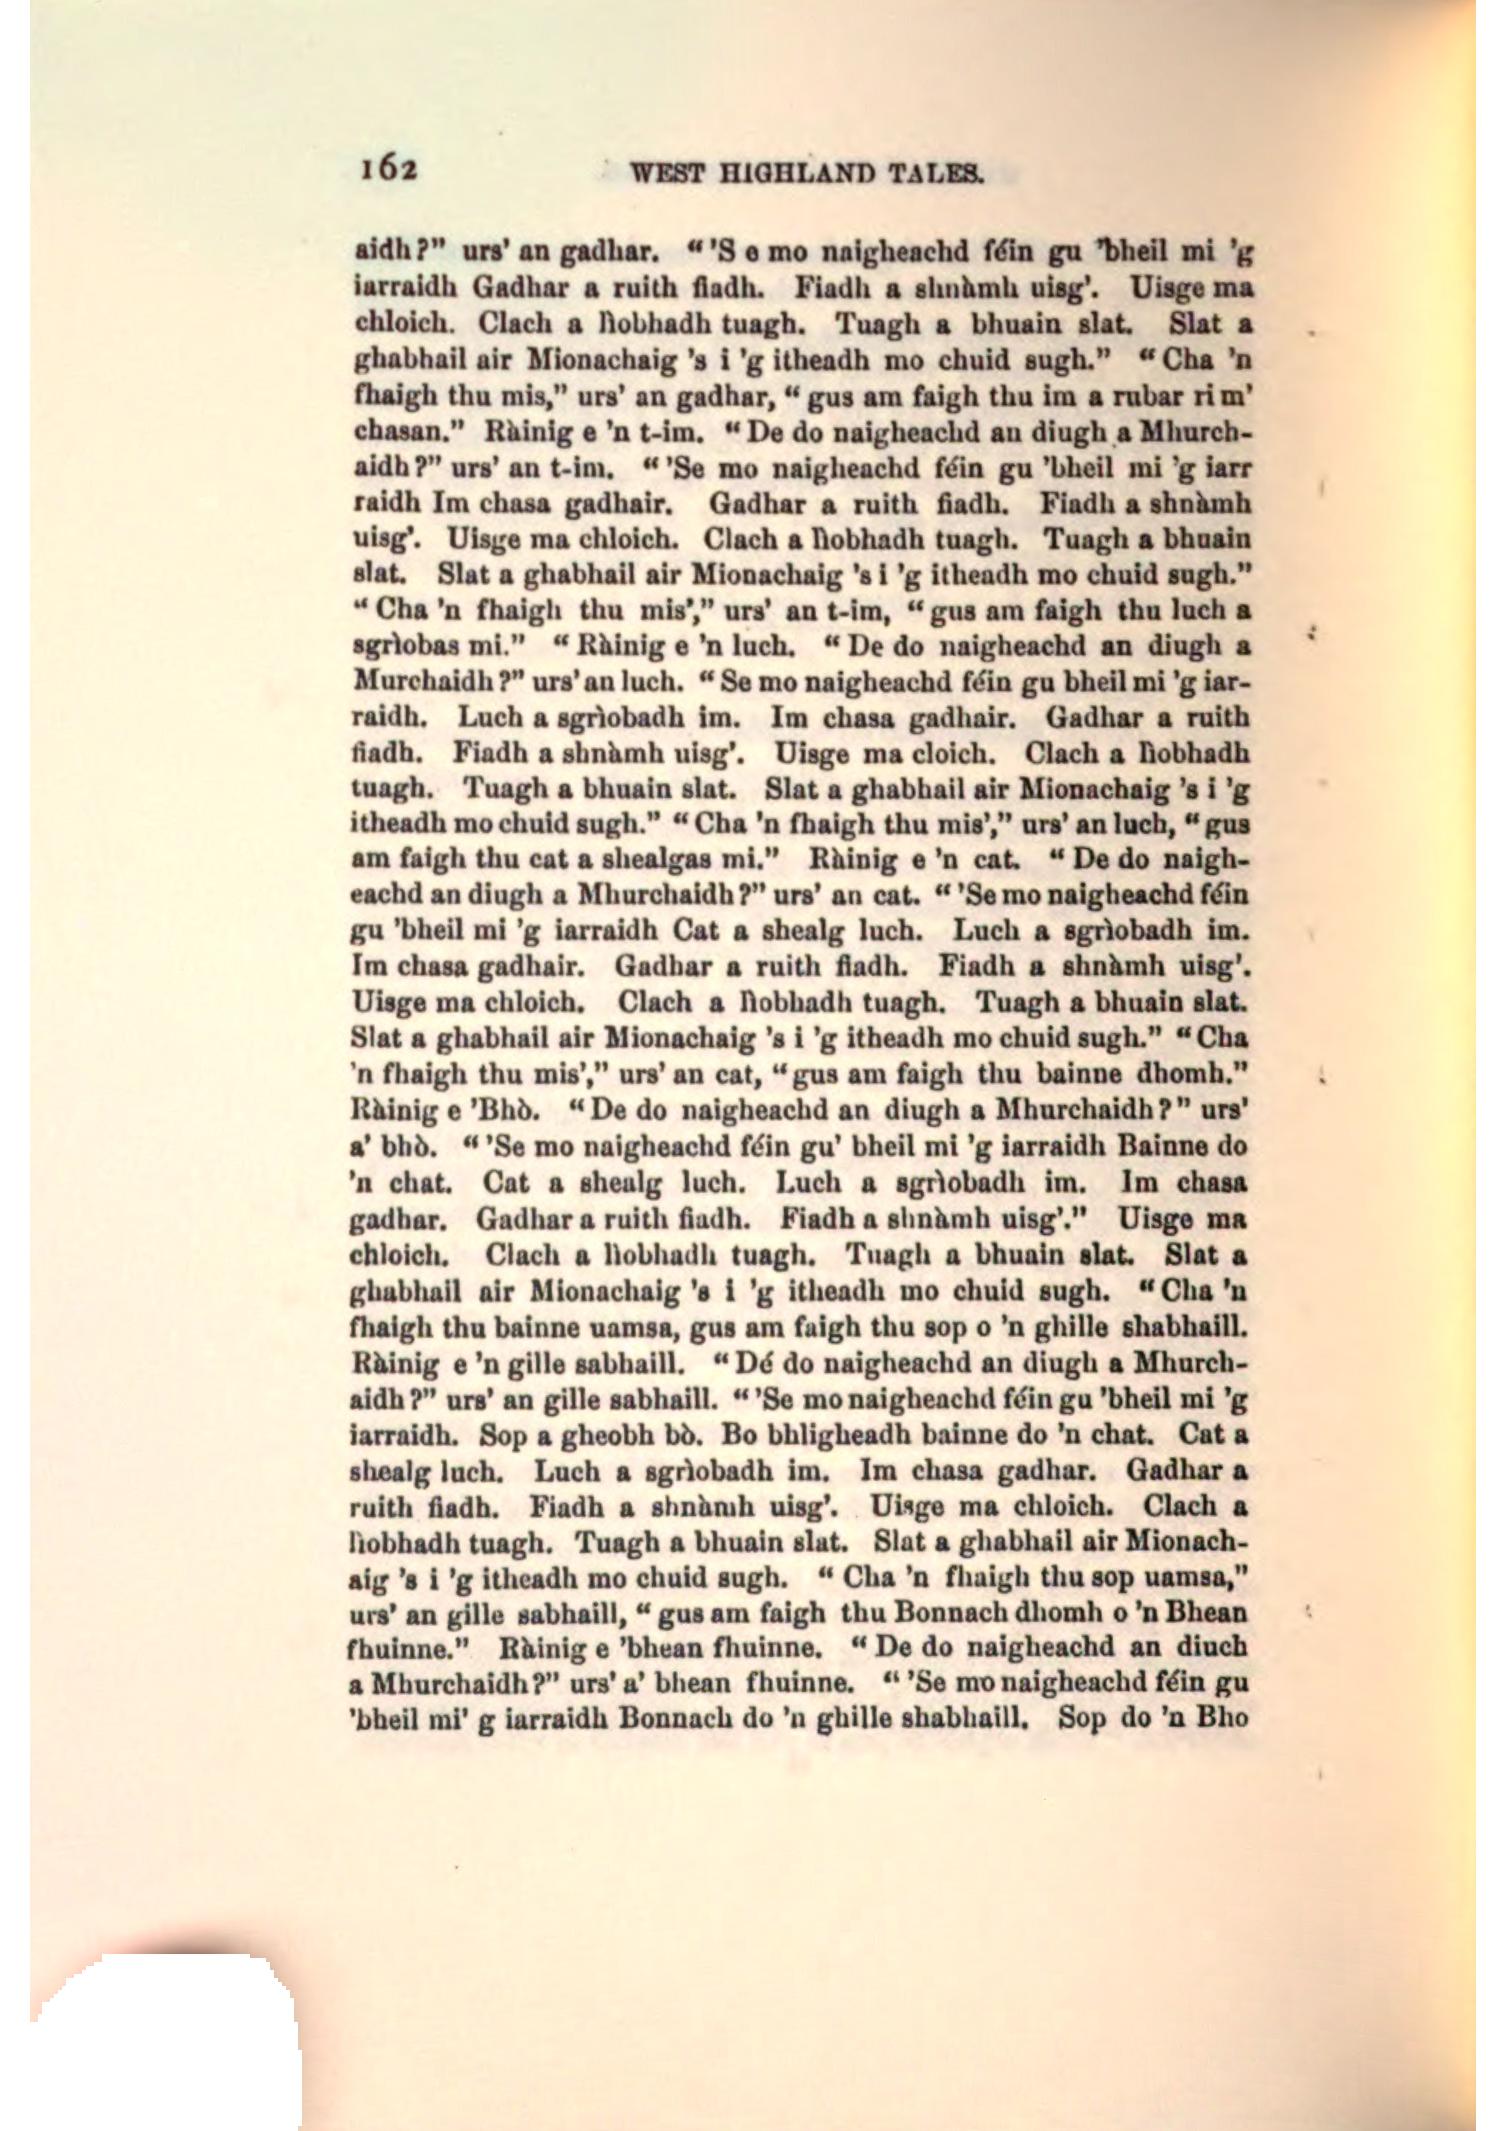 162 WEST HIGHLAND TALES.
aidh?" urs' an gadhar. "'S e mo naigheachd féin gu 'bheil mi 'g
iarraidh Gadhar a ruith fiadh. Fiadh a shnàmh uisg'. Uisge ma
chloich. Clach a lìobhadh tuagh. Tuagh a bhuain slat. Slat a
ghabhail air Mionachaig 's i 'g itheadh mo chuid sugh." "Cha 'n
fhaigh thu mis," urs' an gadhar, "gus am faigh thu im a rubar ri m'
chasan." Ràinig e 'n t-im. "De do naigheachd an diugh a Mhurch-
aidh?" urs' an t-im. "'Se mo naigheachd féin gu 'bheil mi 'g iarr
raidh Im chasa gadhair. Gadhar a ruith fiadh. Fiadh a shnàmh
uisg'. Uisge ma chloich. Clach a lìobhadh tuagh. Tuagh a bhuain
slat. Slat a ghabhail air Mionachaig 's i 'g itheadh mo chuid sugh."
"Cha 'n fhaigh thu mis'," urs' an t-im, "gus am faigh thu luch a
sgrìobas mi." "Ràinig e 'n luch. "De do naigheachd an diugh a
Murchaidh?" urs' an luch. "Se mo naigheachd féin gu bheil mi 'g iar-
raidh. Luch a sgrìobadh im. Im chasa gadhair. Gadhar a ruith
fiadh. Fiadh a shnàmh uisg'. Uisge ma cloich. Clach a lìobhadh
tuagh. Tuagh a bhuain slat. Slat a ghabhail air Mionachaig 's i 'g
itheadh mo chuid sugh." "Cha 'n fhaigh thu mis'," urs' an luch, "gus
am faigh thu cat a shealgas mi." Ràinig e 'n cat. "De do naigh-
eachd an diugh a Mhurchaidh?" urs' an cat. "'Se mo naigheachd féin
gu 'bheil mi 'g iarraidh Cat a shealg luch. Luch a sgrìobadh im.
Im chasa gadhair. Gadhar a ruith fiadh. Fiadh a shnàmh uisg'.
Uisge ma chloich. Clach a lìobhadh tuagh. Tuagh a bhuain slat.
Slat a ghabhail air Mionachaig 's i 'g itheadh mo chuid sugh." "Cha
'n fhaigh thu mis'," urs' an cat, "gus am faigh thu bainne dhomh."
Ràinig e 'Bhò. "De do naigheachd an diugh a Mhurchaidh?" urs'
a' bhò. "'Se mo naigheachd féin gu' bheil mi 'g iarraidh Bainne do
'n chat. Cat a shealg luch. Luch a sgrìobadh im. Im chasa
gadhar. Gadhar a ruith fiadh. Fiadh a shnàmh uisg'." Uisge ma
chloich. Clach a lìobhadh tuagh. Tuagh a bhuain slat. Slat a
ghabhail air Mionachaig 's i 'g itheadh mo chuid sugh. "Cha 'n
fhaigh thu bainne uamsa, gus am faigh thu sop o 'n ghille shabhaill.
Ràinig e 'n gille sabhaill. "Dé do naigheachd an diugh a Mhurch-
aidh?" urs' an gille sabhaill. "'Se mo naigheachd féin gu 'bheil mi 'g
iarraidh. Sop a gheobh bò. Bo bhligheadh bainne do 'n chat. Cat a
shealg luch. Luch a sgrìobadh im. Im chasa gadhar. Gadhar a
ruith fiadh. Fiadh a shnàmh uisg'. Uisge ma chloich. Clach a
lìobhadh tuagh. Tuagh a bhuain slat. Slat a ghabhail air Mionach-
aig 's i 'g itheadh mo chuid sugh. "Cha 'n fhaigh thu sop uamsa,"
urs' an gille sabhaill, "gus am faigh thu Bonnach dhomh o 'n Bhean
fhuinne." Ràinig e 'bhean fhuinne. "De do naigheachd an diuch
a Mhurchaidh?" urs' a' bhean fhuinne. "'Se mo naigheachd féin gu
'bheil mi' g iarraidh Bonnach do 'n ghille shabhaill. Sop do 'n Bho